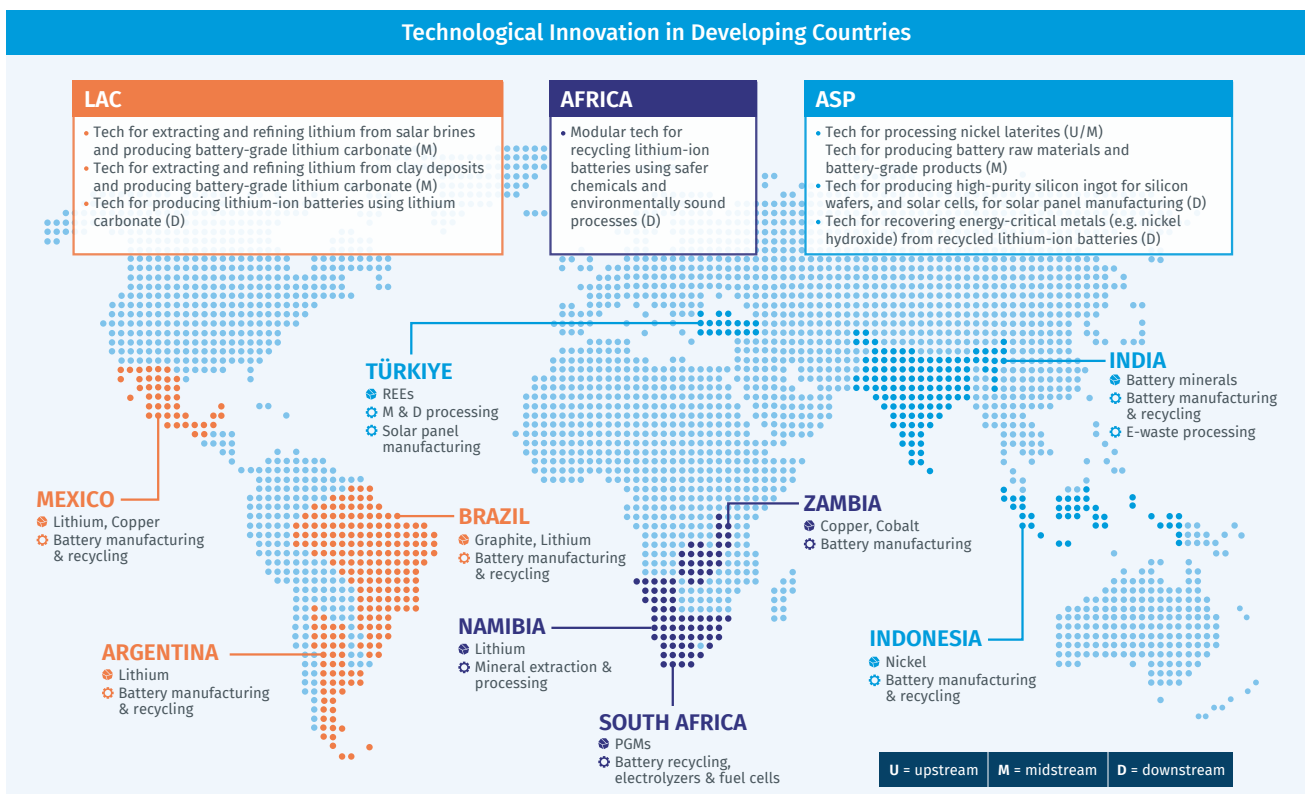 Technological Innovation in Developing Countries
LAC
• Tech for extracting and refining lithium from salar brines
and producing battery-grade lithium carbonate (M)
• Tech for extracting and refining lithium from clay deposits
and producing battery-grade lithium carbonate (M)
• Tech for producing lithium-ion batteries using lithium
carbonate (D)
AFRICA
• Modular tech for
recycling lithium-ion
batteries using safer
chemicals and
environmentally sound
processes (D)
ASP
• Tech for processing nickel laterites (U/M)
Tech for producing battery raw materials and
battery-grade products (M)
• Tech for producing high-purity silicon ingot for silicon
wafers, and solar cells, for solar panel manufacturing (D)
• Tech for recovering energy-critical metals (e.g. nickel
hydroxide) from recycled lithium-ion batteries (D)
TÜRKIYE
REEs
M & D processing
Solar panel
manufacturing
INDIA
Battery minerals
Battery manufacturing
& recycling
E-waste processing
MEXICO
Lithium, Copper
Battery manufacturing
& recycling
BRAZIL
Graphite, Lithium
Battery manufacturing
& recycling
ZAMBIA
Copper, Cobalt
Battery manufacturing
ARGENTINA
Lithium
Battery manufacturing
& recycling
NAMIBIA
Lithium
Mineral extraction &
processing
INDONESIA
Nickel
Battery manufacturing
& recycling
SOUTH AFRICA
PGMs
Battery recycling,
electrolyzers & fuel cells
U = upstream
M = midstream
D = downstream